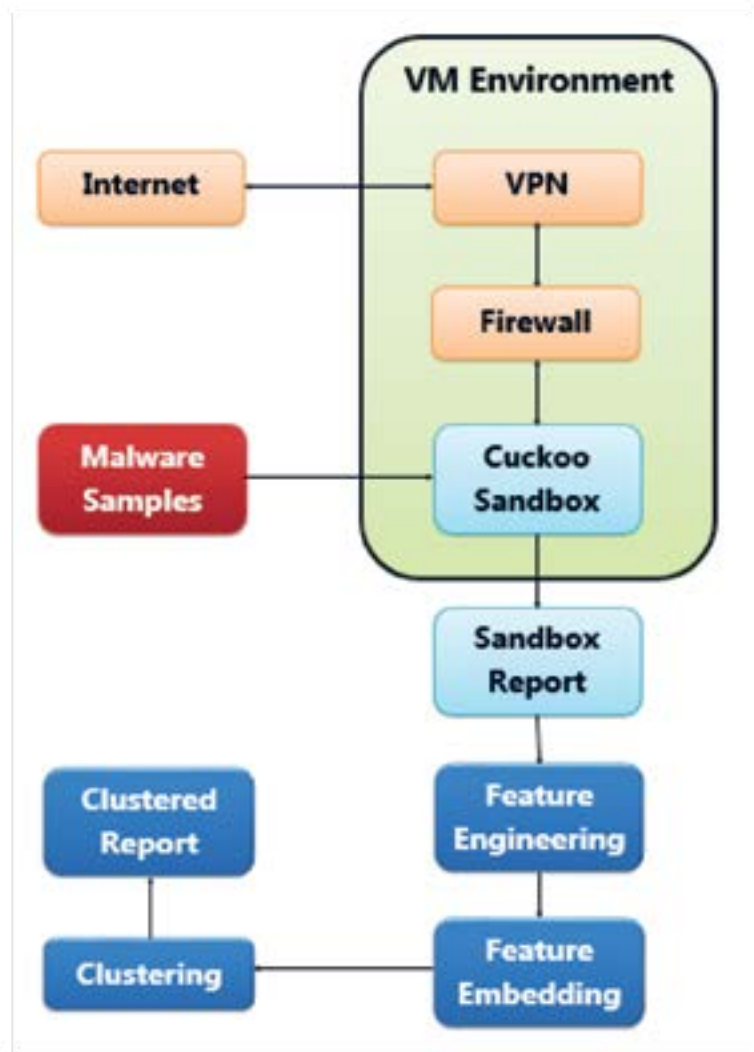 VM Environment
Internet
VPN
Firewall
Malware
Samples
Cuckoo
Sandbox
Sandbox
Report
Clustered
Report
Feature
Engineering
Clustering
Feature
Embedding